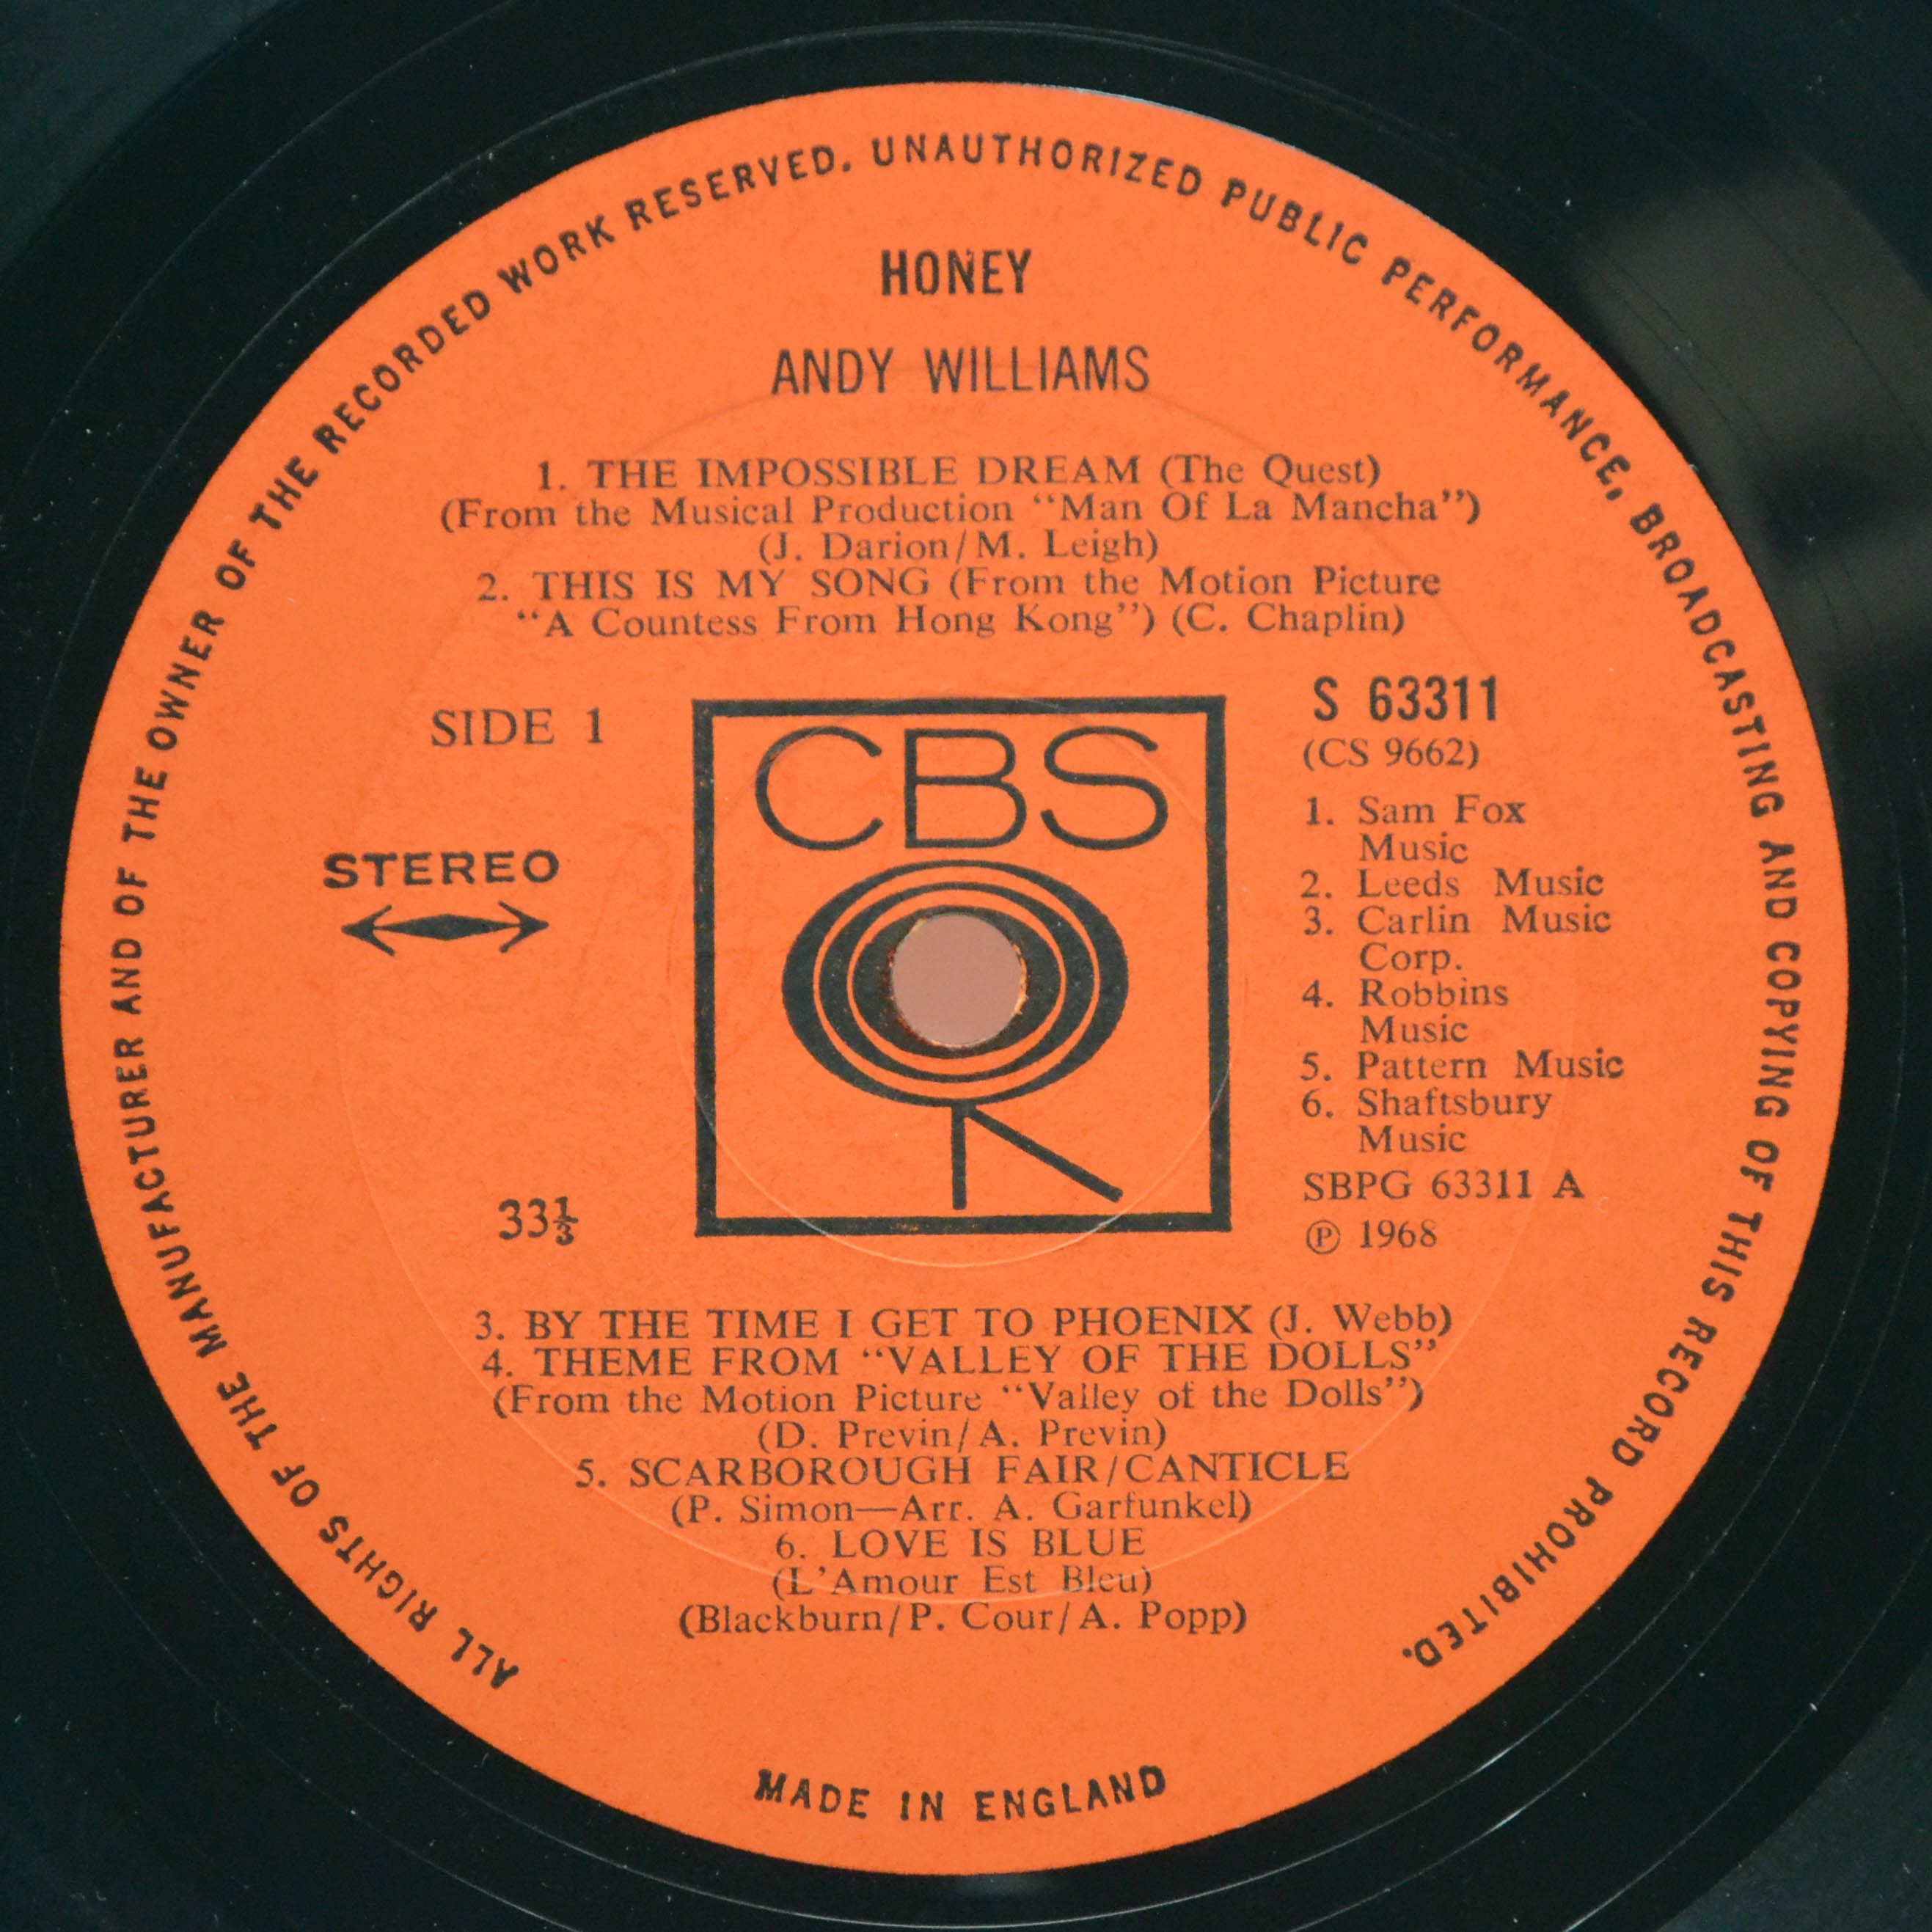 ALL RIGHTS OF THE MANUFACTURER AND OF THE OWNER OF THE RECORDED WORK RESERVED. UNAUTHORIZED PUBLIC PERFORMANCE, BROADCASTING AND COPYING OF THIS RECORD PROHIBITED.
HONEY
ANDY WILLIAMS
1. THE IMPOSSIBLE DREAM (The Quest)
(From the Musical Production “Man Of La Mancha”)
(J. Darion/M. Leigh)
2. THIS IS MY SONG (From the Motion Picture
“A Countess From Hong Kong”) (C. Chaplin)
SIDE 1
STEREO
33⅓
CBS
S 63311
(CS 9662)
1. Sam Fox
Music
2. Leeds Music
3. Carlin Music
Corp.
4. Robbins
Music
5. Pattern Music
6. Shaftsbury
Music
SBPG 63311 A
℗ 1968
3. BY THE TIME I GET TO PHOENIX (J. Webb)
4. THEME FROM “VALLEY OF THE DOLLS”
(From the Motion Picture “Valley of the Dolls”)
(D. Previn/A. Previn)
5. SCARBOROUGH FAIR/CANTICLE
(P. Simon—Arr. A. Garfunkel)
6. LOVE IS BLUE
(L’Amour Est Bleu)
(Blackburn/P. Cour/A. Popp)
MADE IN ENGLAND